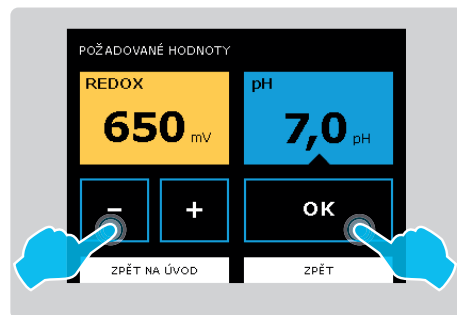 POŽADOVANÉ HODNOTY
REDOX
650 mV
pH
7,0 pH
- +
OK
ZPĚT NA ÚVOD
ZPĚT